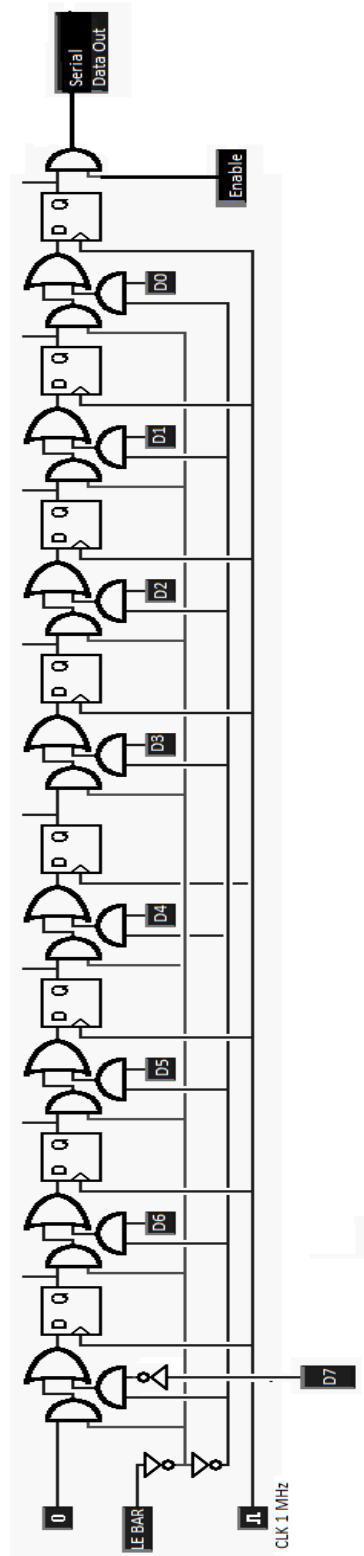 Serial
Data Out
Enable
D Q
D Q
D Q
D Q
D Q
D Q
D Q
D Q
D0
D1
D2
D3
D4
D5
D6
D7
0
LE BAR
CLK 1 MHz